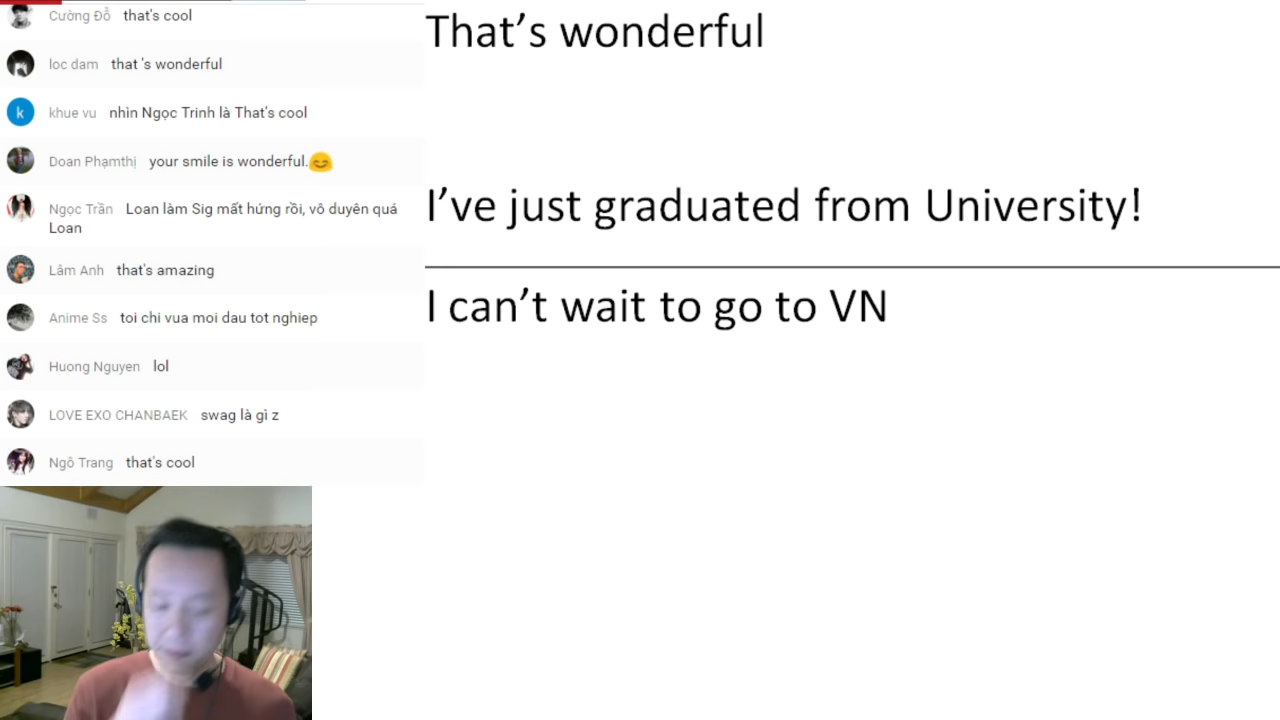 Cường Đỗ that's cool
loc dam that 's wonderful
k khue vu nhìn Ngọc Trinh là That's cool
Doan Phạmthị your smile is wonderful.😊
Ngọc Trần Loan làm Sig mất hứng rồi, vô duyên quá
Loan
Lâm Anh that's amazing
Anime Ss toi chi vua moi dau tot nghiep
Huong Nguyen lol
LOVE EXO CHANBAEK swag là gì z
Ngô Trang that's cool
That’s wonderful
I’ve just graduated from University!
I can’t wait to go to VN